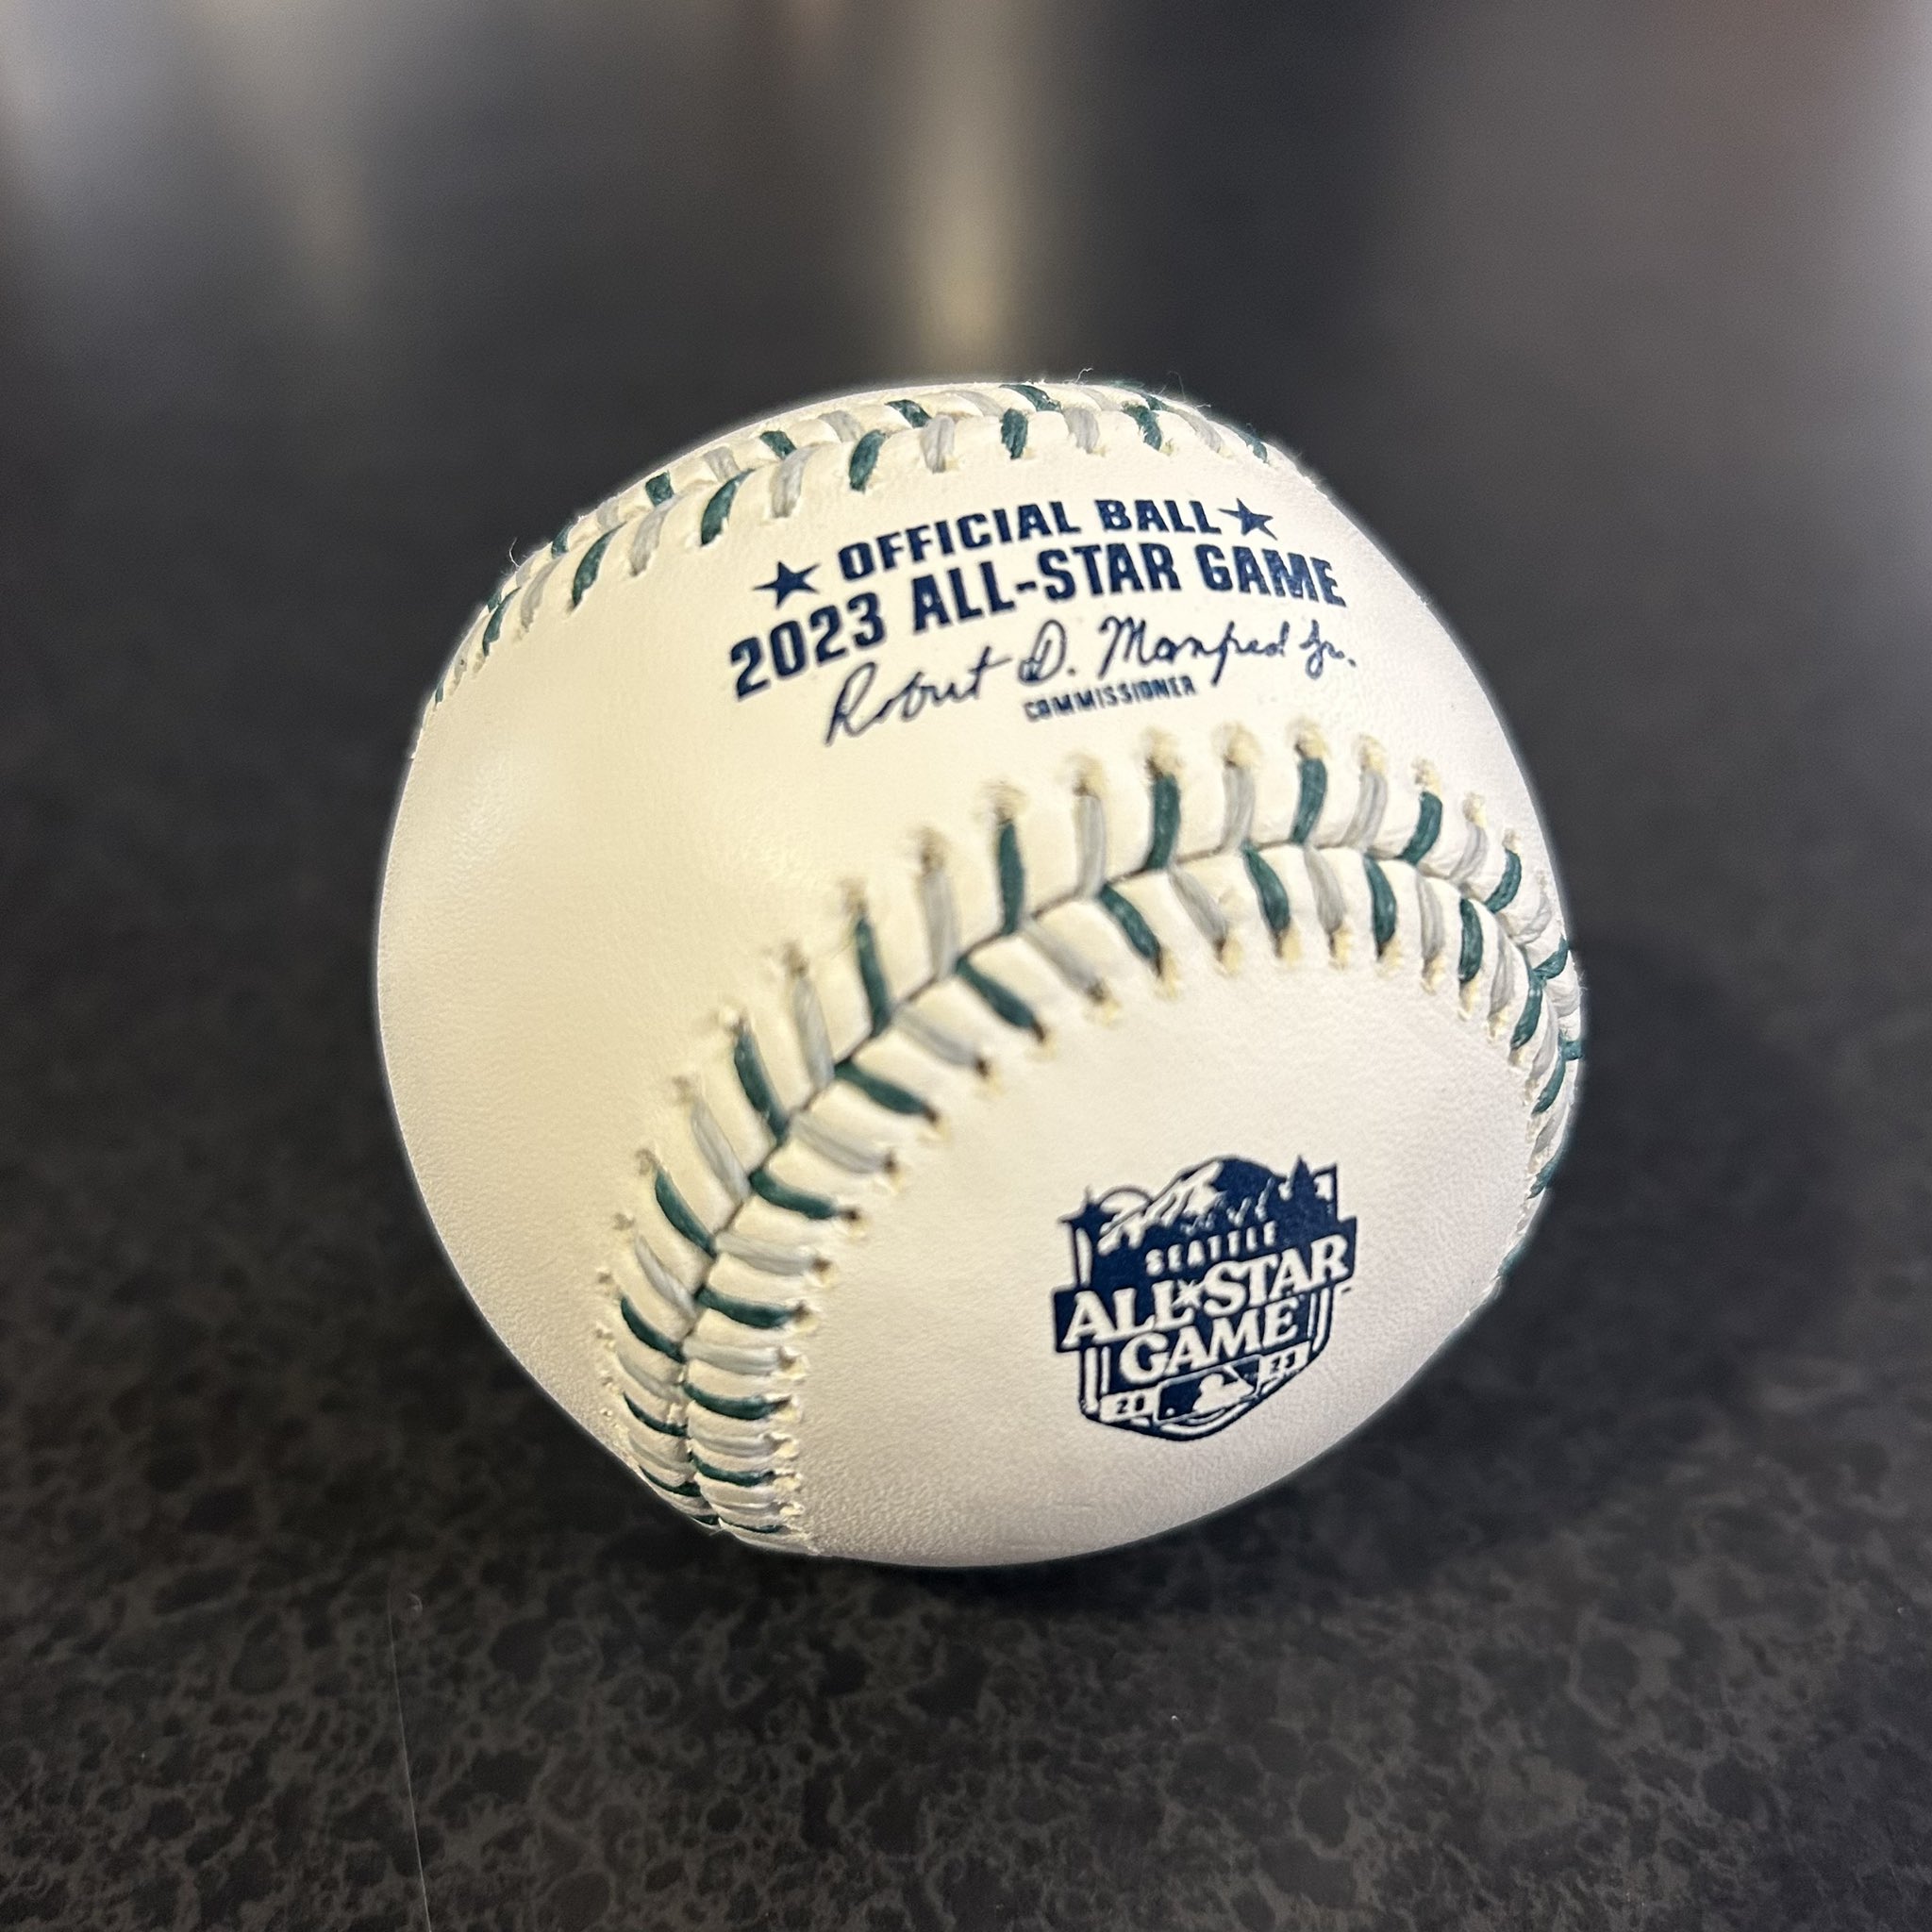 OFFICIAL BALL
2023 ALL-STAR GAME
Robert D. Manfred Jr.
COMMISSIONER
SEATTLE
ALL STAR
GAME
20 23